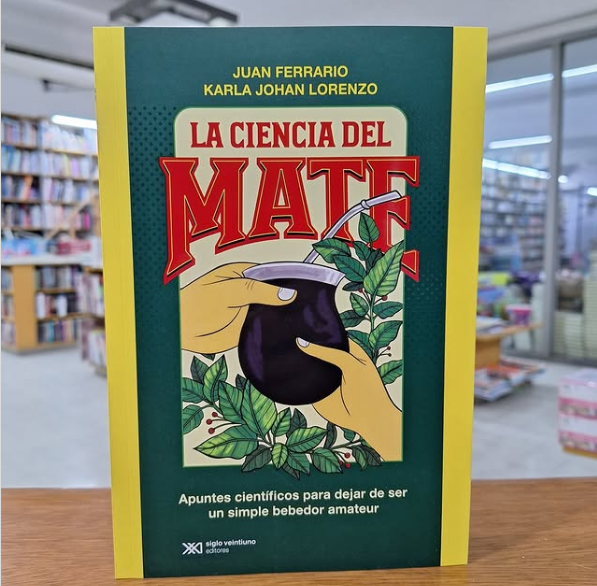 JUAN FERRARIO
KARLA JOHAN LORENZO
LA CIENCIA DEL
MATE
Apuntes científicos para dejar de ser
un simple bebedor amateur
siglo veintiuno
editores